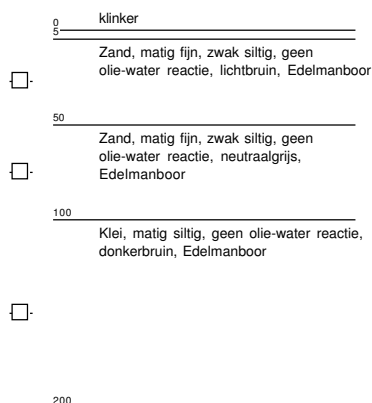 0 klinker
5
Zand, matig fijn, zwak siltig, geen
olie-water reactie, lichtbruin, Edelmanboor
50
Zand, matig fijn, zwak siltig, geen
olie-water reactie, neutraalgrijs,
Edelmanboor
100
Klei, matig siltig, geen olie-water reactie,
donkerbruin, Edelmanboor
200